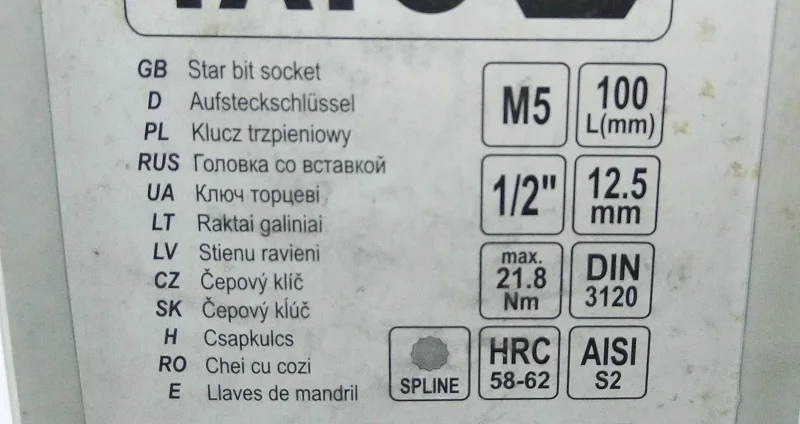 GB Star bit socket
D Aufsteckschlüssel
PL Klucz trzpieniowy
RUS Головка со вставкой
UA Ключ торцеві
LT Raktai galiniai
LV Stienu ravieni
CZ Čepový klíč
SK Čepový kľúč
H Csapkulcs
RO Chei cu cozi
E Llaves de mandril
M5
100
L(mm)
1/2"
12.5
mm
max.
21.8
Nm
DIN
3120
SPLINE
HRC
58-62
AISI
S2